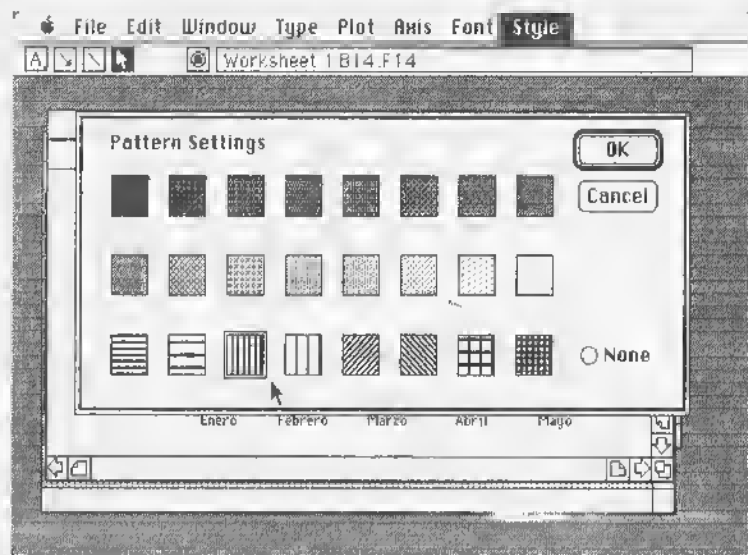 File Edit Window Type Plot Axis Font Style
A Worksheet 1 B14..F14
Pattern Settings
OK
Cancel
None
Enero Febrero Marzo Abril Mayo